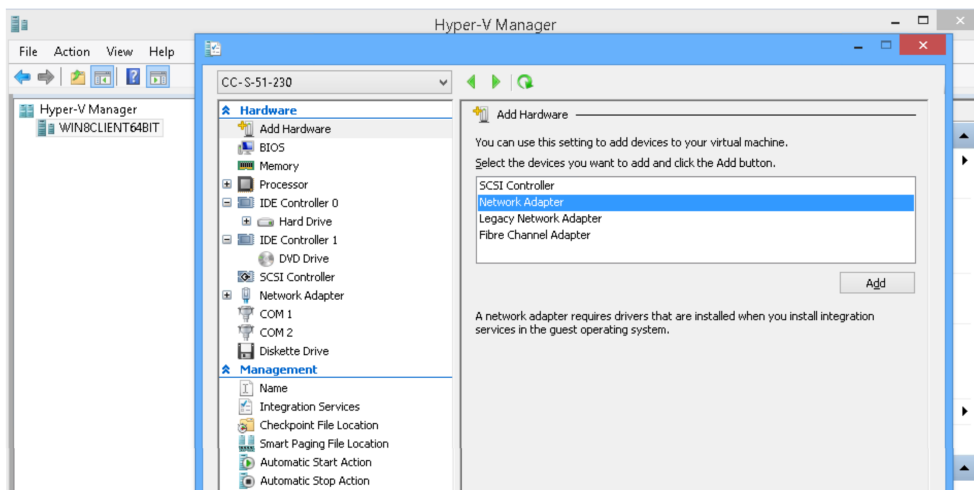 Hyper-V Manager
File Action View Help
CC-S-51-230
Hyper-V Manager
WIN8CLIENT64BIT
Hardware
Add Hardware
BIOS
Memory
Processor
IDE Controller 0
Hard Drive
IDE Controller 1
DVD Drive
SCSI Controller
Network Adapter
COM 1
COM 2
Diskette Drive
Management
Name
Integration Services
Checkpoint File Location
Smart Paging File Location
Automatic Start Action
Automatic Stop Action
Add Hardware
You can use this setting to add devices to your virtual machine.
Select the devices you want to add and click the Add button.
SCSI Controller
Network Adapter
Legacy Network Adapter
Fibre Channel Adapter
Add
A network adapter requires drivers that are installed when you install integration
services in the guest operating system.